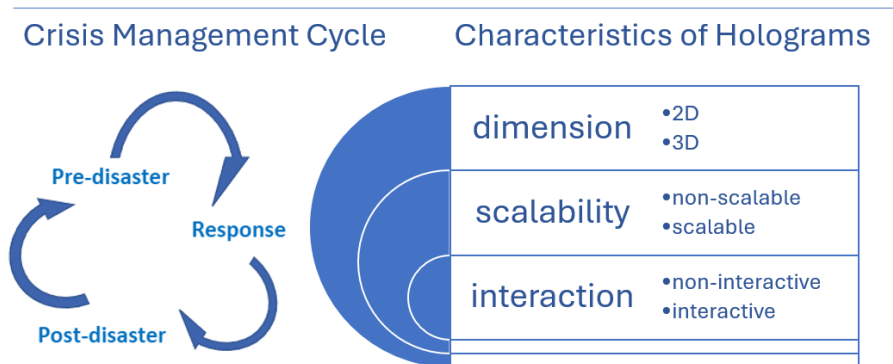 Crisis Management Cycle
Characteristics of Holograms
Pre-disaster
Response
Post-disaster
dimension
•2D
•3D
scalability
•non-scalable
•scalable
interaction
•non-interactive
•interactive